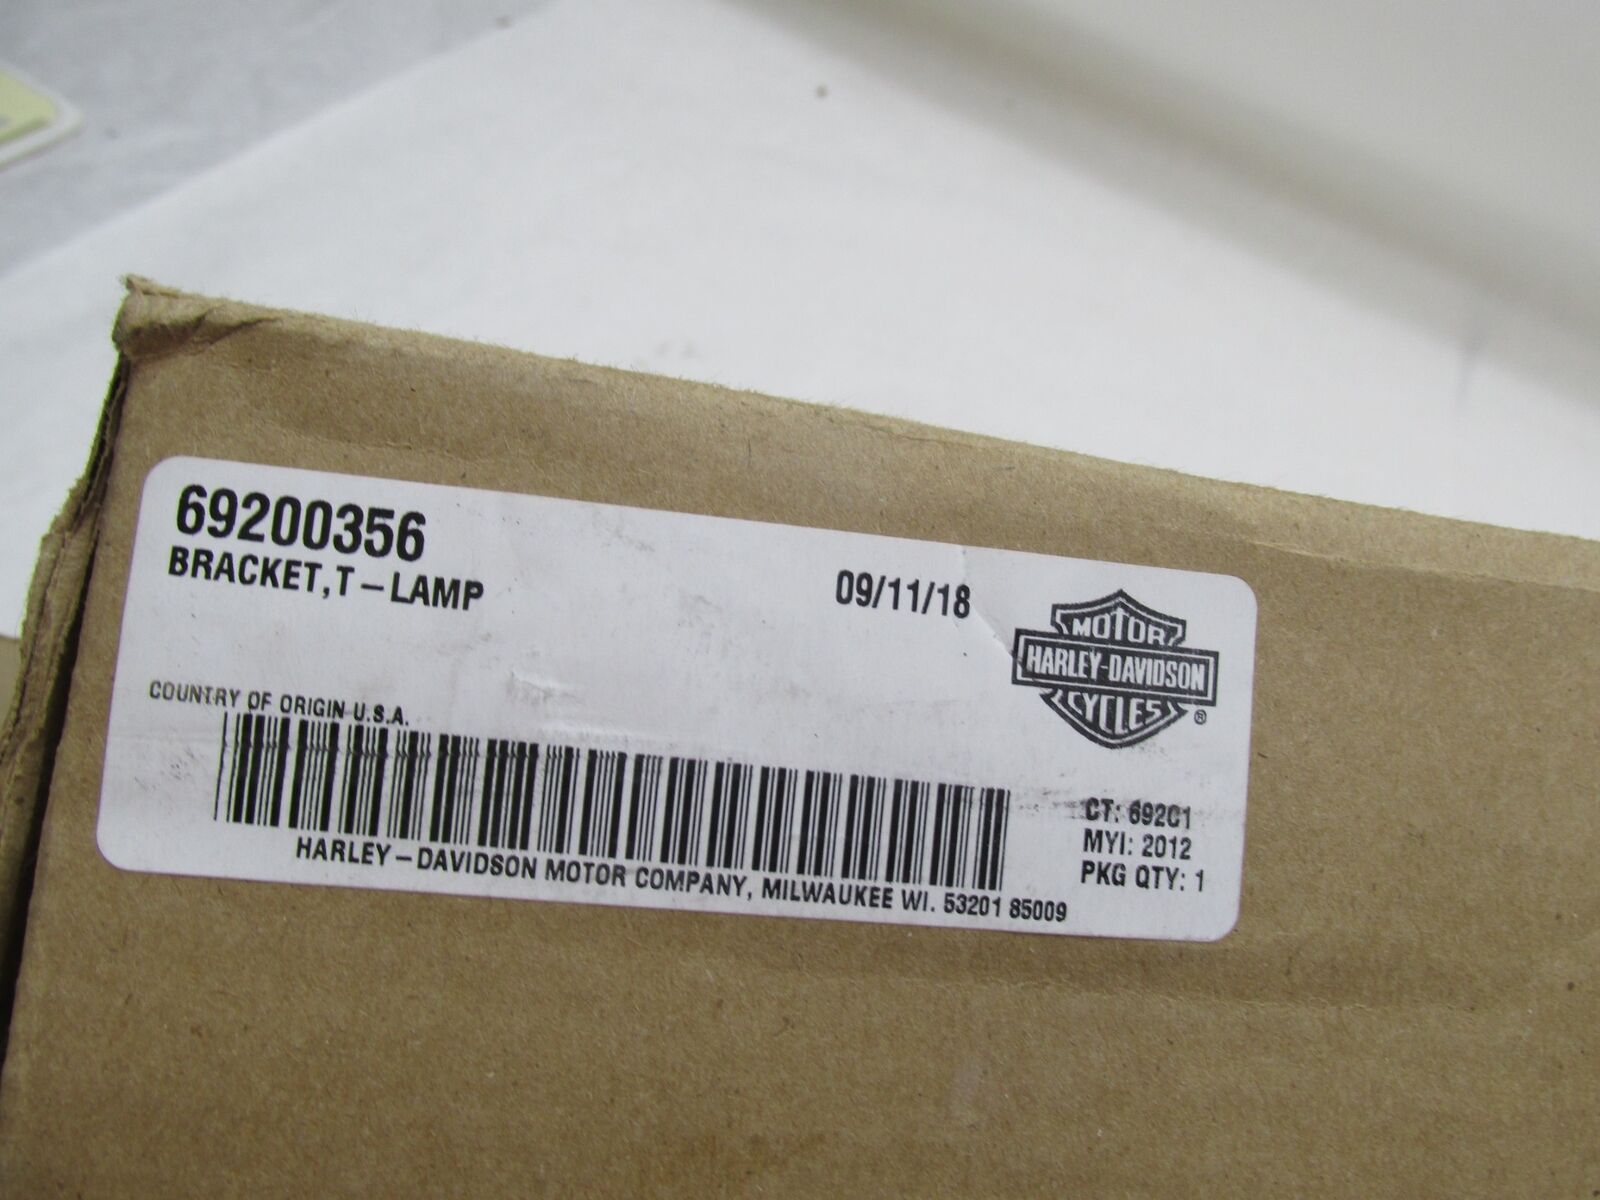 69200356
BRACKET,T-LAMP
09/11/18
MOTOR
HARLEY-DAVIDSON
CYCLES
®
COUNTRY OF ORIGIN U.S.A.
CT: 69201
MYI: 2012
PKG QTY: 1
HARLEY-DAVIDSON MOTOR COMPANY, MILWAUKEE WI. 53201 85009